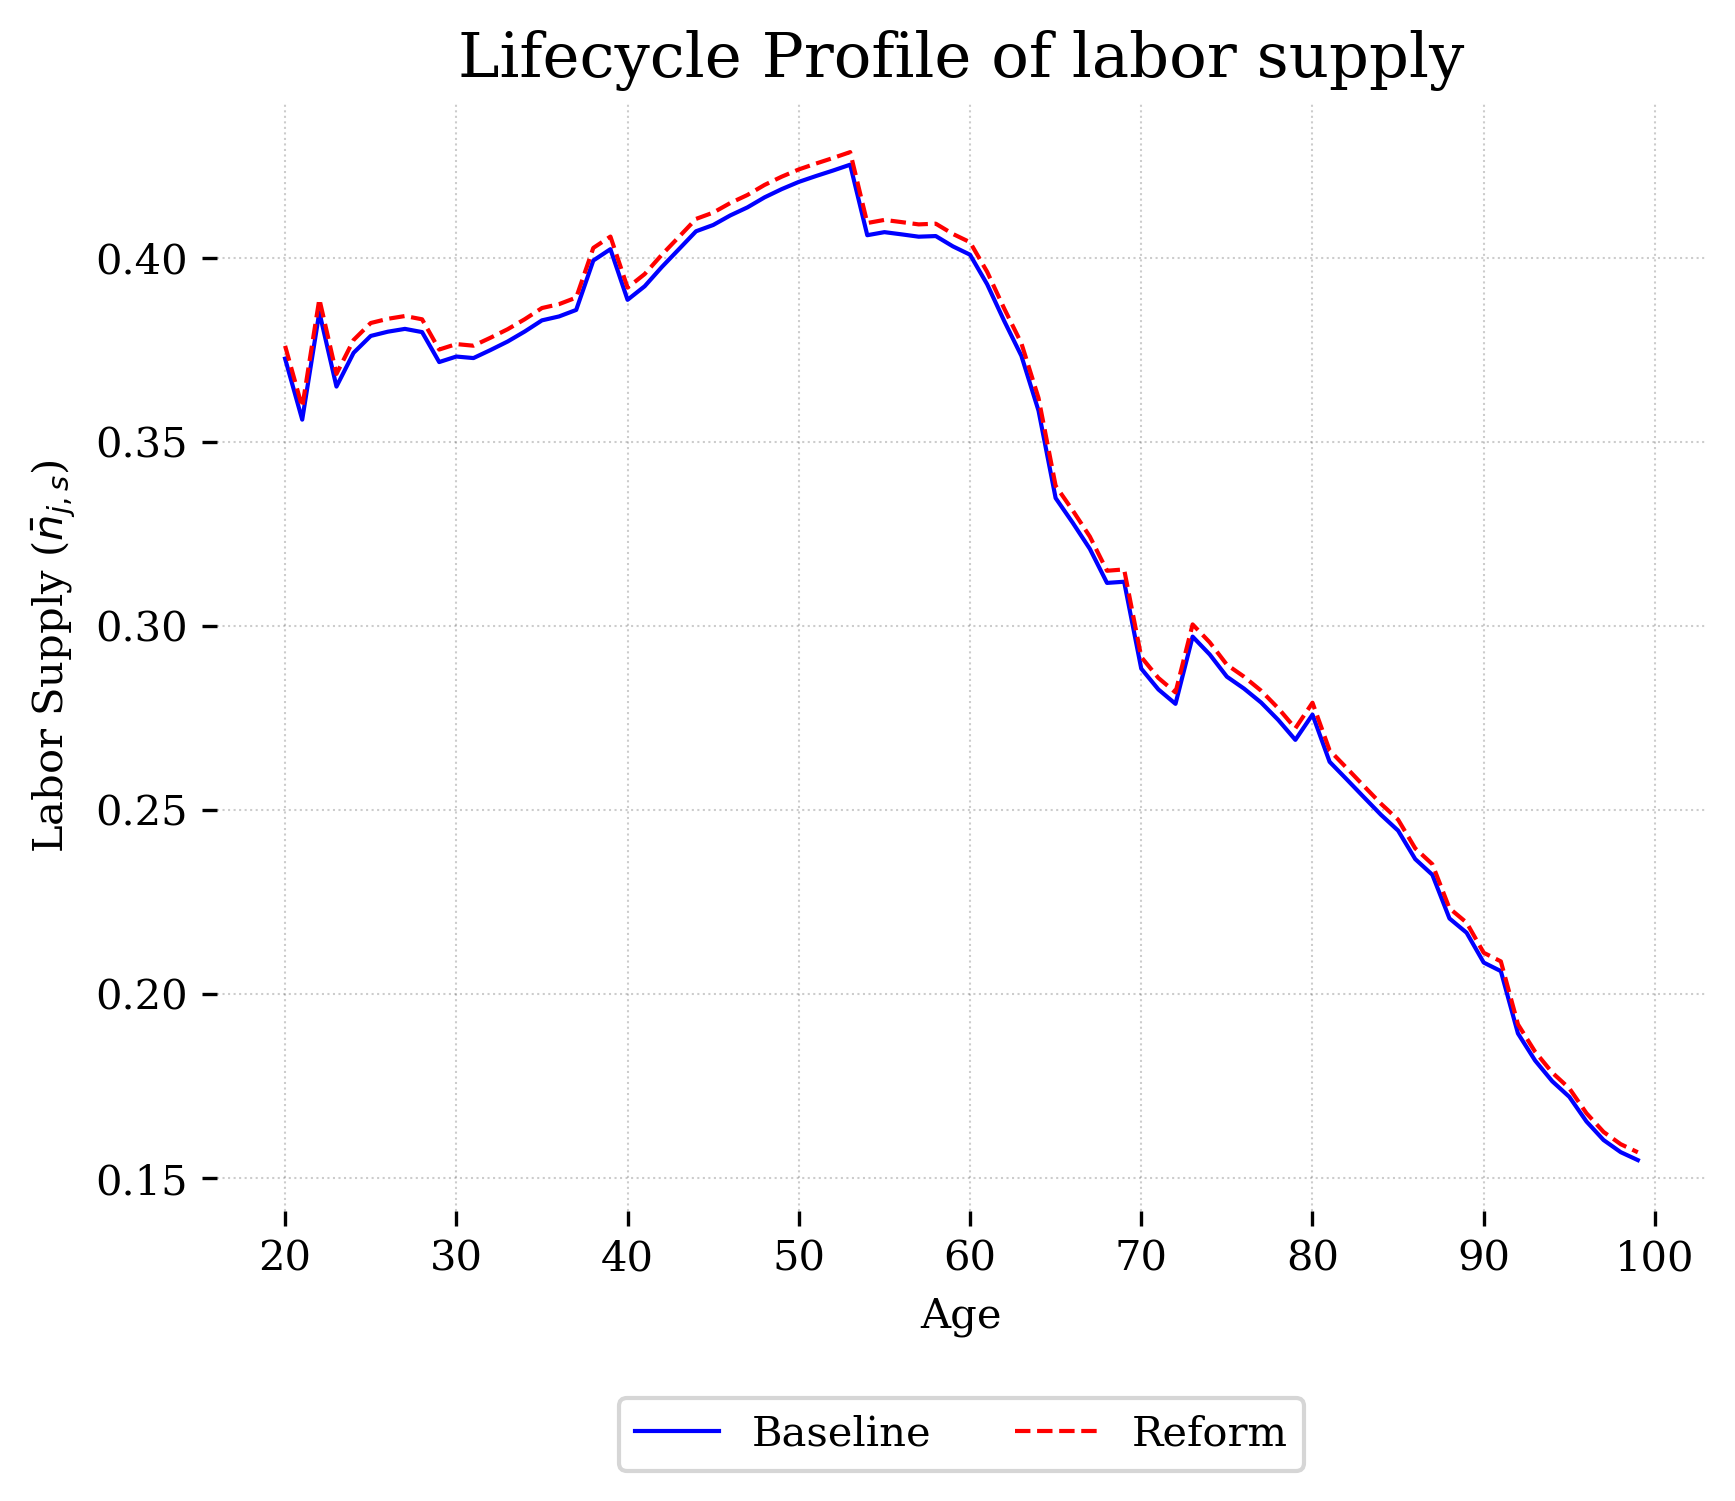 Lifecycle Profile of labor supply
Labor Supply (n̄ⱼ,ₛ)
0.40
0.35
0.30
0.25
0.20
0.15
20 30 40 50 60 70 80 90 100
Age
Baseline Reform